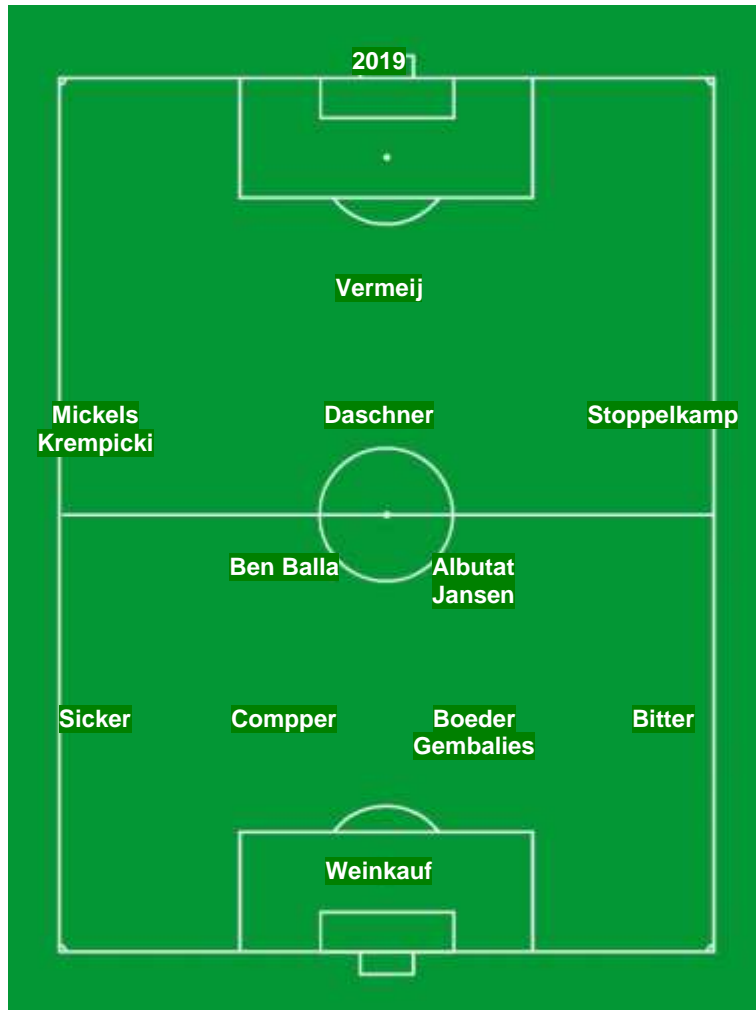 2019
Vermeij
Mickels Daschner Stoppelkamp
Krempicki
Ben Balla Albutat
Jansen
Sicker Compper Boeder Bitter
Gembalies
Weinkauf